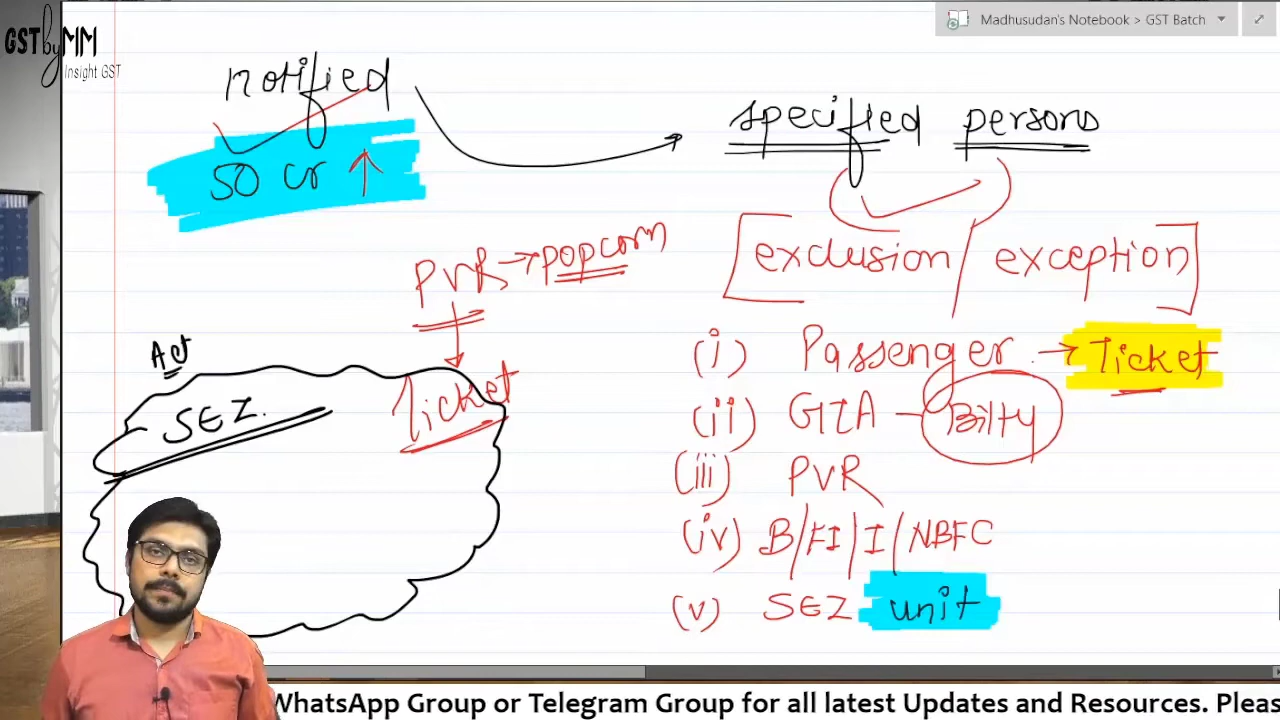 GST by MM
Insight GST
Madhusudan's Notebook > GST Batch
notified
50 cr ↑
specified persons
[exclusion / exception]
PVR → popcorn
Ticket
Act
SEZ.
(i) Passenger → Ticket
(ii) GTA – Bilty
(iii) PVR
(iv) B/FI/I/NBFC
(v) SEZ unit
WhatsApp Group or Telegram Group for all latest Updates and Resources. Pleas